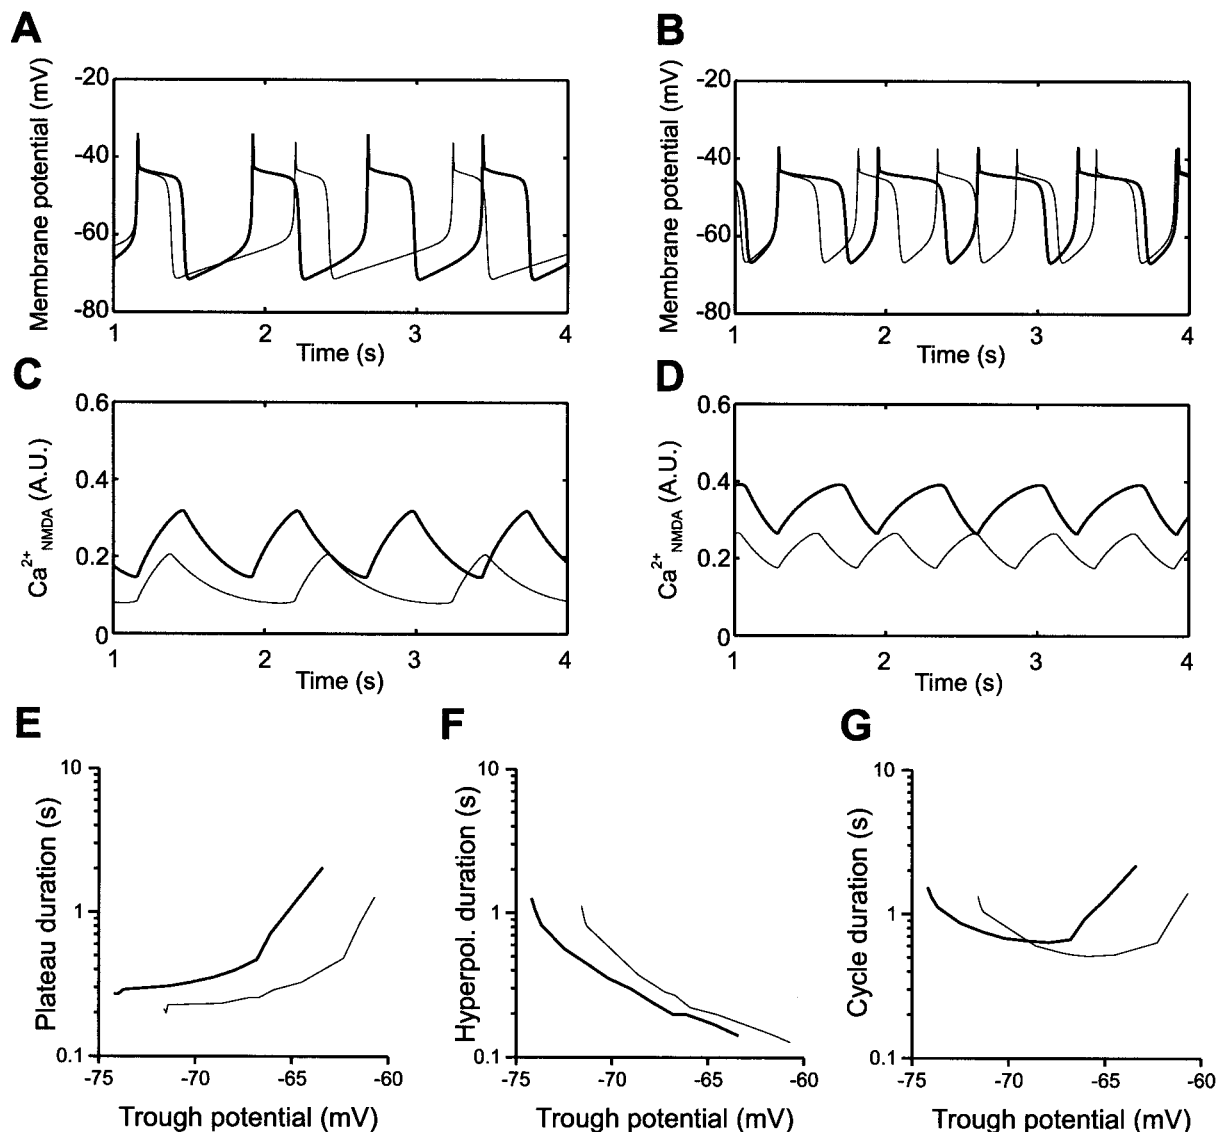 A
B
Membrane potential (mV)
-20
-40
-60
-80
1
2
3
4
Time (s)
Membrane potential (mV)
-20
-40
-60
-80
1
2
3
4
Time (s)
C
D
Ca2+NMDA (A.U.)
0.6
0.4
0.2
0
1
2
3
4
Time (s)
Ca2+NMDA (A.U.)
0.6
0.4
0.2
0
1
2
3
4
Time (s)
E
F
G
Plateau duration (s)
10
1
0.1
-75
-70
-65
-60
Trough potential (mV)
Hyperpol. duration (s)
10
1
0.1
-75
-70
-65
-60
Trough potential (mV)
Cycle duration (s)
10
1
0.1
-75
-70
-65
-60
Trough potential (mV)